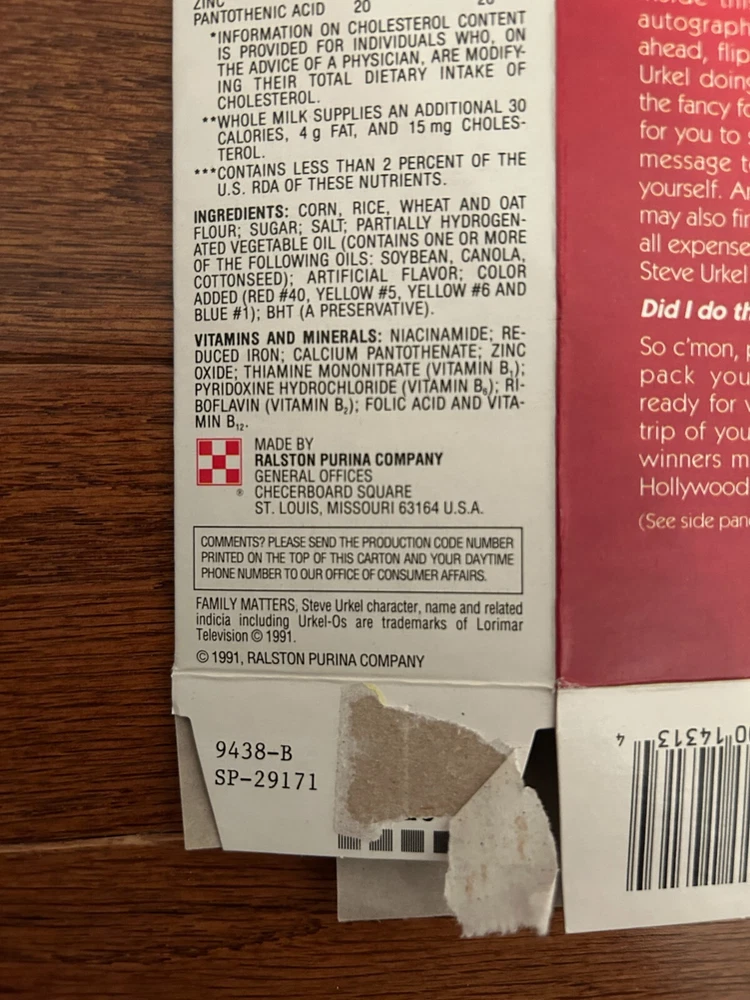 ZINC
PANTOTHENIC ACID 20 20
*INFORMATION ON CHOLESTEROL CONTENT
IS PROVIDED FOR INDIVIDUALS WHO, ON
THE ADVICE OF A PHYSICIAN, ARE MODIFY-
ING THEIR TOTAL DIETARY INTAKE OF
CHOLESTEROL.
**WHOLE MILK SUPPLIES AN ADDITIONAL 30
CALORIES, 4 g FAT, AND 15 mg CHOLES-
TEROL.
***CONTAINS LESS THAN 2 PERCENT OF THE
U.S. RDA OF THESE NUTRIENTS.
INGREDIENTS: CORN, RICE, WHEAT AND OAT
FLOUR; SUGAR; SALT; PARTIALLY HYDROGEN-
ATED VEGETABLE OIL (CONTAINS ONE OR MORE
OF THE FOLLOWING OILS: SOYBEAN, CANOLA,
COTTONSEED); ARTIFICIAL FLAVOR; COLOR
ADDED (RED #40, YELLOW #5, YELLOW #6 AND
BLUE #1); BHT (A PRESERVATIVE).
VITAMINS AND MINERALS: NIACINAMIDE; RE-
DUCED IRON; CALCIUM PANTOTHENATE; ZINC
OXIDE; THIAMINE MONONITRATE (VITAMIN B₁);
PYRIDOXINE HYDROCHLORIDE (VITAMIN B₆); RI-
BOFLAVIN (VITAMIN B₂); FOLIC ACID AND VITA-
MIN B₁₂.
MADE BY
RALSTON PURINA COMPANY
GENERAL OFFICES
® CHECERBOARD SQUARE
ST. LOUIS, MISSOURI 63164 U.S.A.
COMMENTS? PLEASE SEND THE PRODUCTION CODE NUMBER
PRINTED ON THE TOP OF THIS CARTON AND YOUR DAYTIME
PHONE NUMBER TO OUR OFFICE OF CONSUMER AFFAIRS.
FAMILY MATTERS, Steve Urkel character, name and related
indicia including Urkel-Os are trademarks of Lorimar
Television © 1991.
© 1991, RALSTON PURINA COMPANY
9438-B
SP-29171
autograph
ahead, flip
Urkel doing
the fancy fo
for you to
message t
yourself. A
may also fi
all expense
Steve Urkel
Did I do th
So c'mon, p
pack you
ready for
trip of you
winners m
Hollywood
(See side pan
14313 4